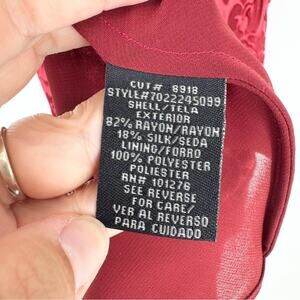 CUT# 8918
STYLE#7022245099
SHELL/TELA
EXTERIOR
82% RAYON/RAYON
18% SILK/SEDA
LINING/FORRO
100% POLYESTER
POLIESTER
RN# 101276
SEE REVERSE
FOR CARE/
VER AL REVERSO
PARA CUIDADO